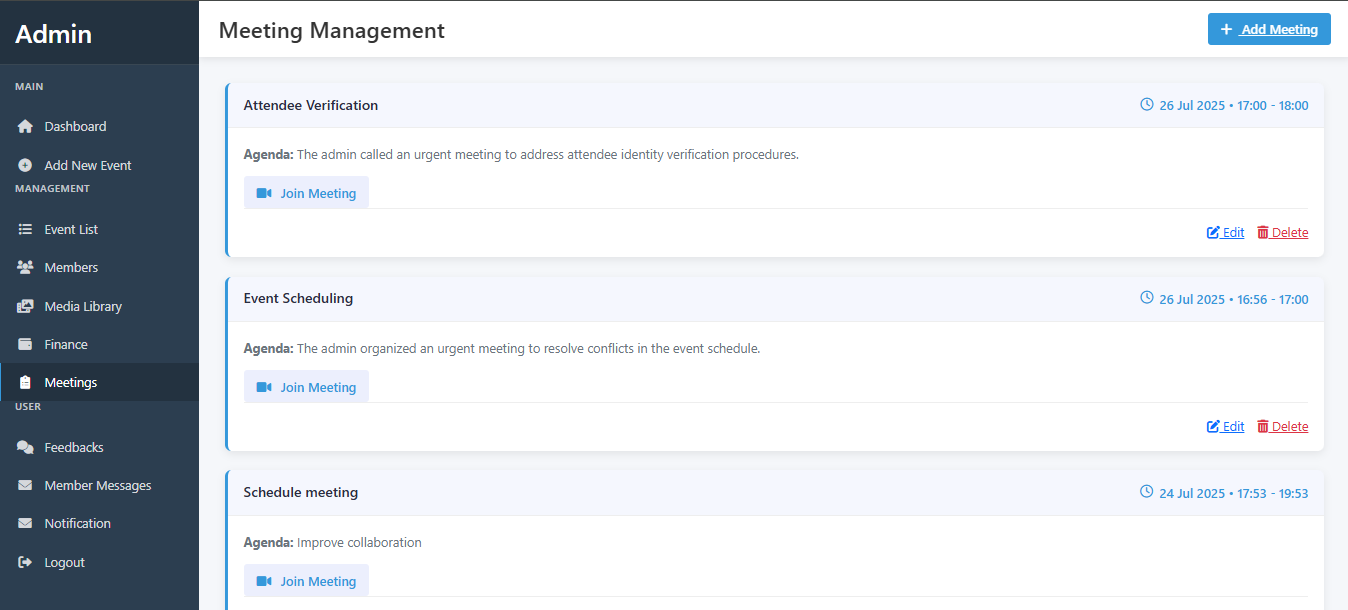 Admin
MAIN
Dashboard
Add New Event
MANAGEMENT
Event List
Members
Media Library
Finance
Meetings
USER
Feedbacks
Member Messages
Notification
Logout
Meeting Management
+ Add Meeting
Attendee Verification
26 Jul 2025 • 17:00 - 18:00
Agenda: The admin called an urgent meeting to address attendee identity verification procedures.
Join Meeting
Edit Delete
Event Scheduling
26 Jul 2025 • 16:56 - 17:00
Agenda: The admin organized an urgent meeting to resolve conflicts in the event schedule.
Join Meeting
Edit Delete
Schedule meeting
24 Jul 2025 • 17:53 - 19:53
Agenda: Improve collaboration
Join Meeting